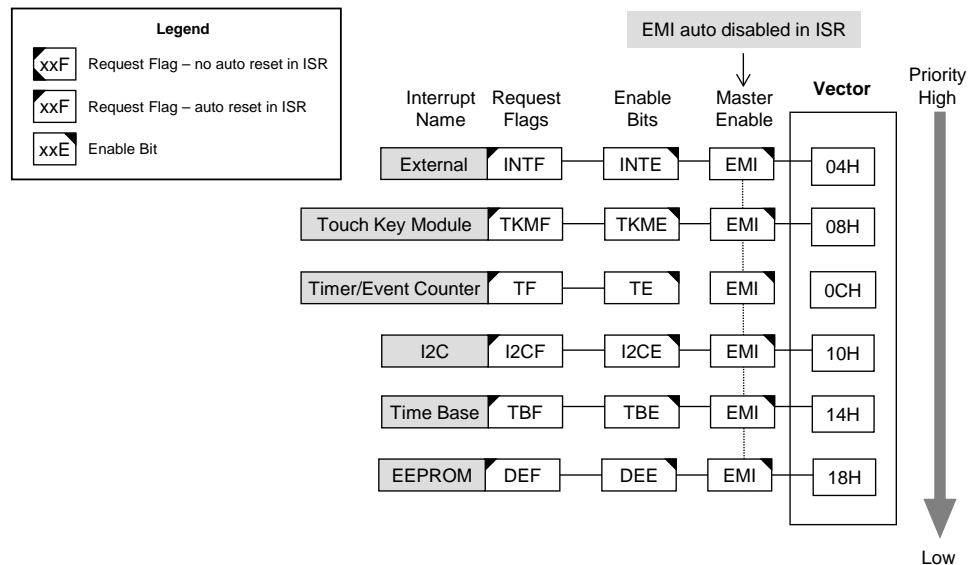 Legend
xxF Request Flag – no auto reset in ISR
xxF Request Flag – auto reset in ISR
xxE Enable Bit
EMI auto disabled in ISR
Interrupt Name
Request Flags
Enable Bits
Master Enable
Vector
Priority High
External INTF INTE EMI 04H
Touch Key Module TKMF TKME EMI 08H
Timer/Event Counter TF TE EMI 0CH
I2C I2CF I2CE EMI 10H
Time Base TBF TBE EMI 14H
EEPROM DEF DEE EMI 18H
Low